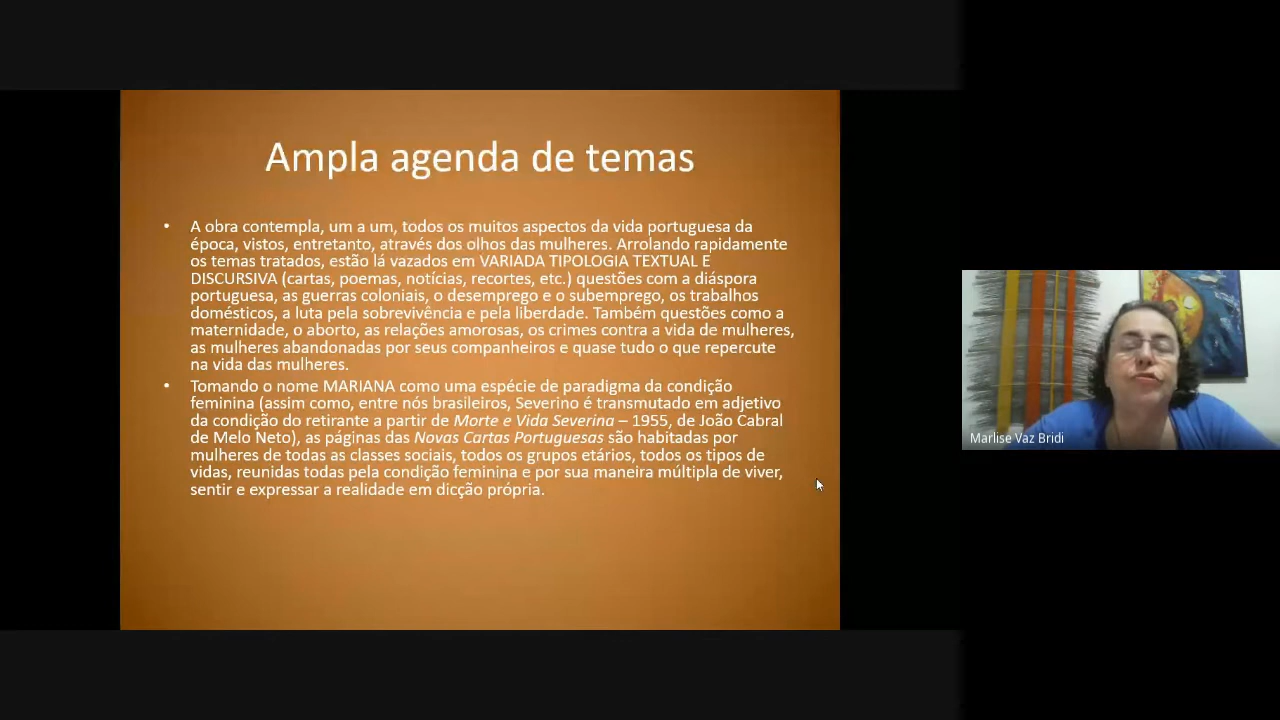 Ampla agenda de temas
• A obra contempla, um a um, todos os muitos aspectos da vida portuguesa da
época, vistos, entretanto, através dos olhos das mulheres. Arrolando rapidamente
os temas tratados, estão lá vazados em VARIADA TIPOLOGIA TEXTUAL E
DISCURSIVA (cartas, poemas, notícias, recortes, etc.) questões com a diáspora
portuguesa, as guerras coloniais, o desemprego e o subemprego, os trabalhos
domésticos, a luta pela sobrevivência e pela liberdade. Também questões como a
maternidade, o aborto, as relações amorosas, os crimes contra a vida de mulheres,
as mulheres abandonadas por seus companheiros e quase tudo o que repercute
na vida das mulheres.
• Tomando o nome MARIANA como uma espécie de paradigma da condição
feminina (assim como, entre nós brasileiros, Severino é transmutado em adjetivo
da condição do retirante a partir de Morte e Vida Severina – 1955, de João Cabral
de Melo Neto), as páginas das Novas Cartas Portuguesas são habitadas por
mulheres de todas as classes sociais, todos os grupos etários, todos os tipos de
vidas, reunidas todas pela condição feminina e por sua maneira múltipla de viver,
sentir e expressar a realidade em dicção própria.
Marlise Vaz Bridi